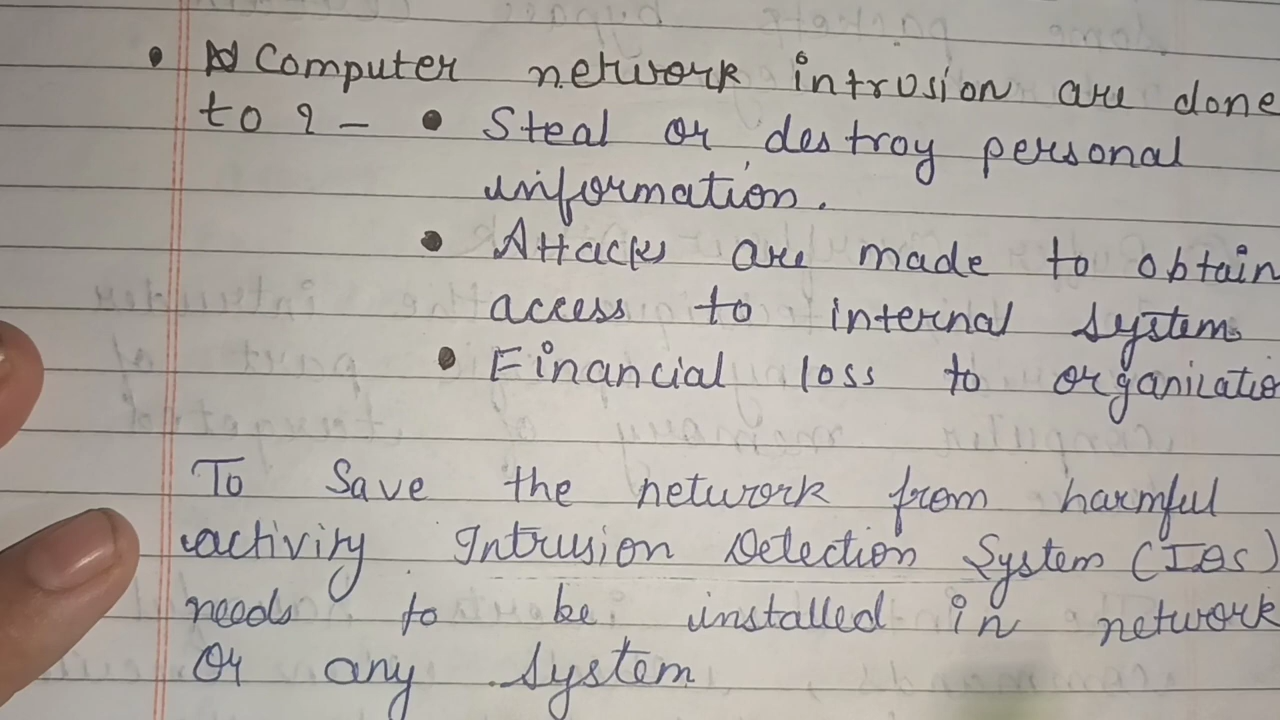 • Computer network intrusion are done
to ? – • Steal or destroy personal
information.
• Attacks are made to obtain
access to internal system
• Financial loss to organizatio
To Save the network from harmful
activity Intrusion Detection System (IDS)
needs to be installed in network
or any system